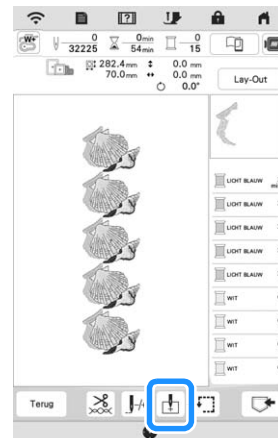 W+ 0 0min 0
32225 54min 15
282.4mm 0.0 mm
70.0mm 0.0 mm
0.0°
Lay-Out
LICHT BLAUW
LICHT BLAUW
LICHT BLAUW
LICHT BLAUW
LICHT BLAUW
WIT
WIT
WIT
WIT
Terug